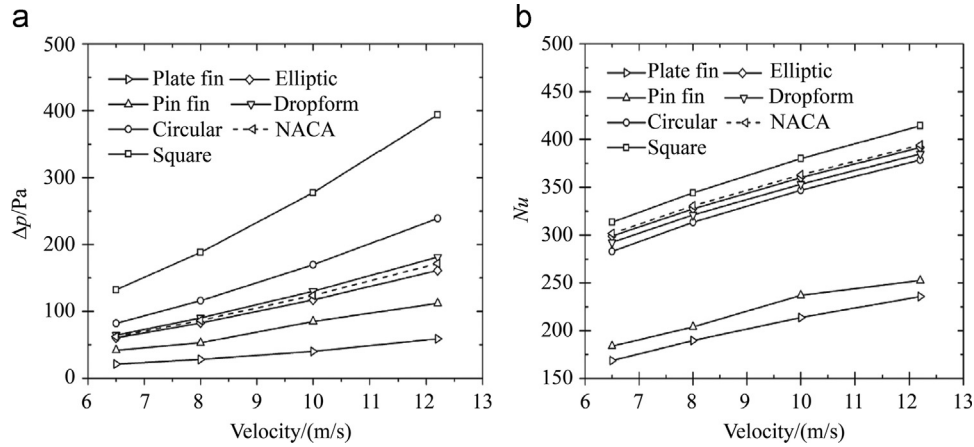 a
500
400
300
200
100
0
Δp/Pa
Plate fin
Elliptic
Pin fin
Dropform
Circular
NACA
Square
6 7 8 9 10 11 12 13
Velocity/(m/s)
b
500
450
400
350
300
250
200
150
Nu
Plate fin
Elliptic
Pin fin
Dropform
Circular
NACA
Square
6 7 8 9 10 11 12 13
Velocity/(m/s)